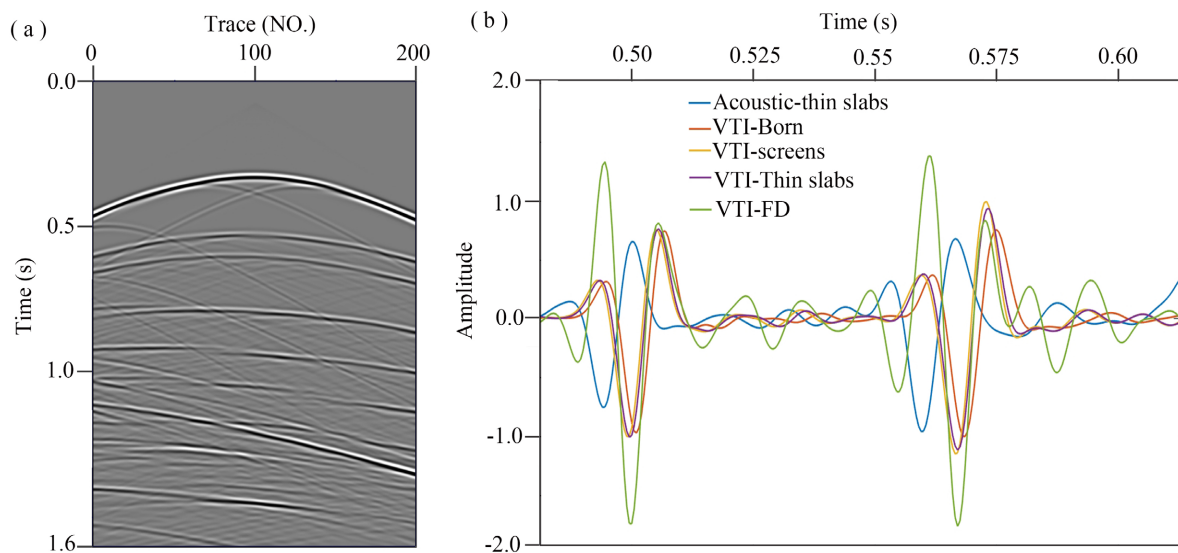 ( a )
Trace (NO.)
0 100 200
0.0
0.5
1.0
1.6
Time (s)
( b )
Time (s)
0.50 0.525 0.55 0.575 0.60
2.0
1.0
0.0
-1.0
-2.0
Amplitude
Acoustic-thin slabs
VTI-Born
VTI-screens
VTI-Thin slabs
VTI-FD